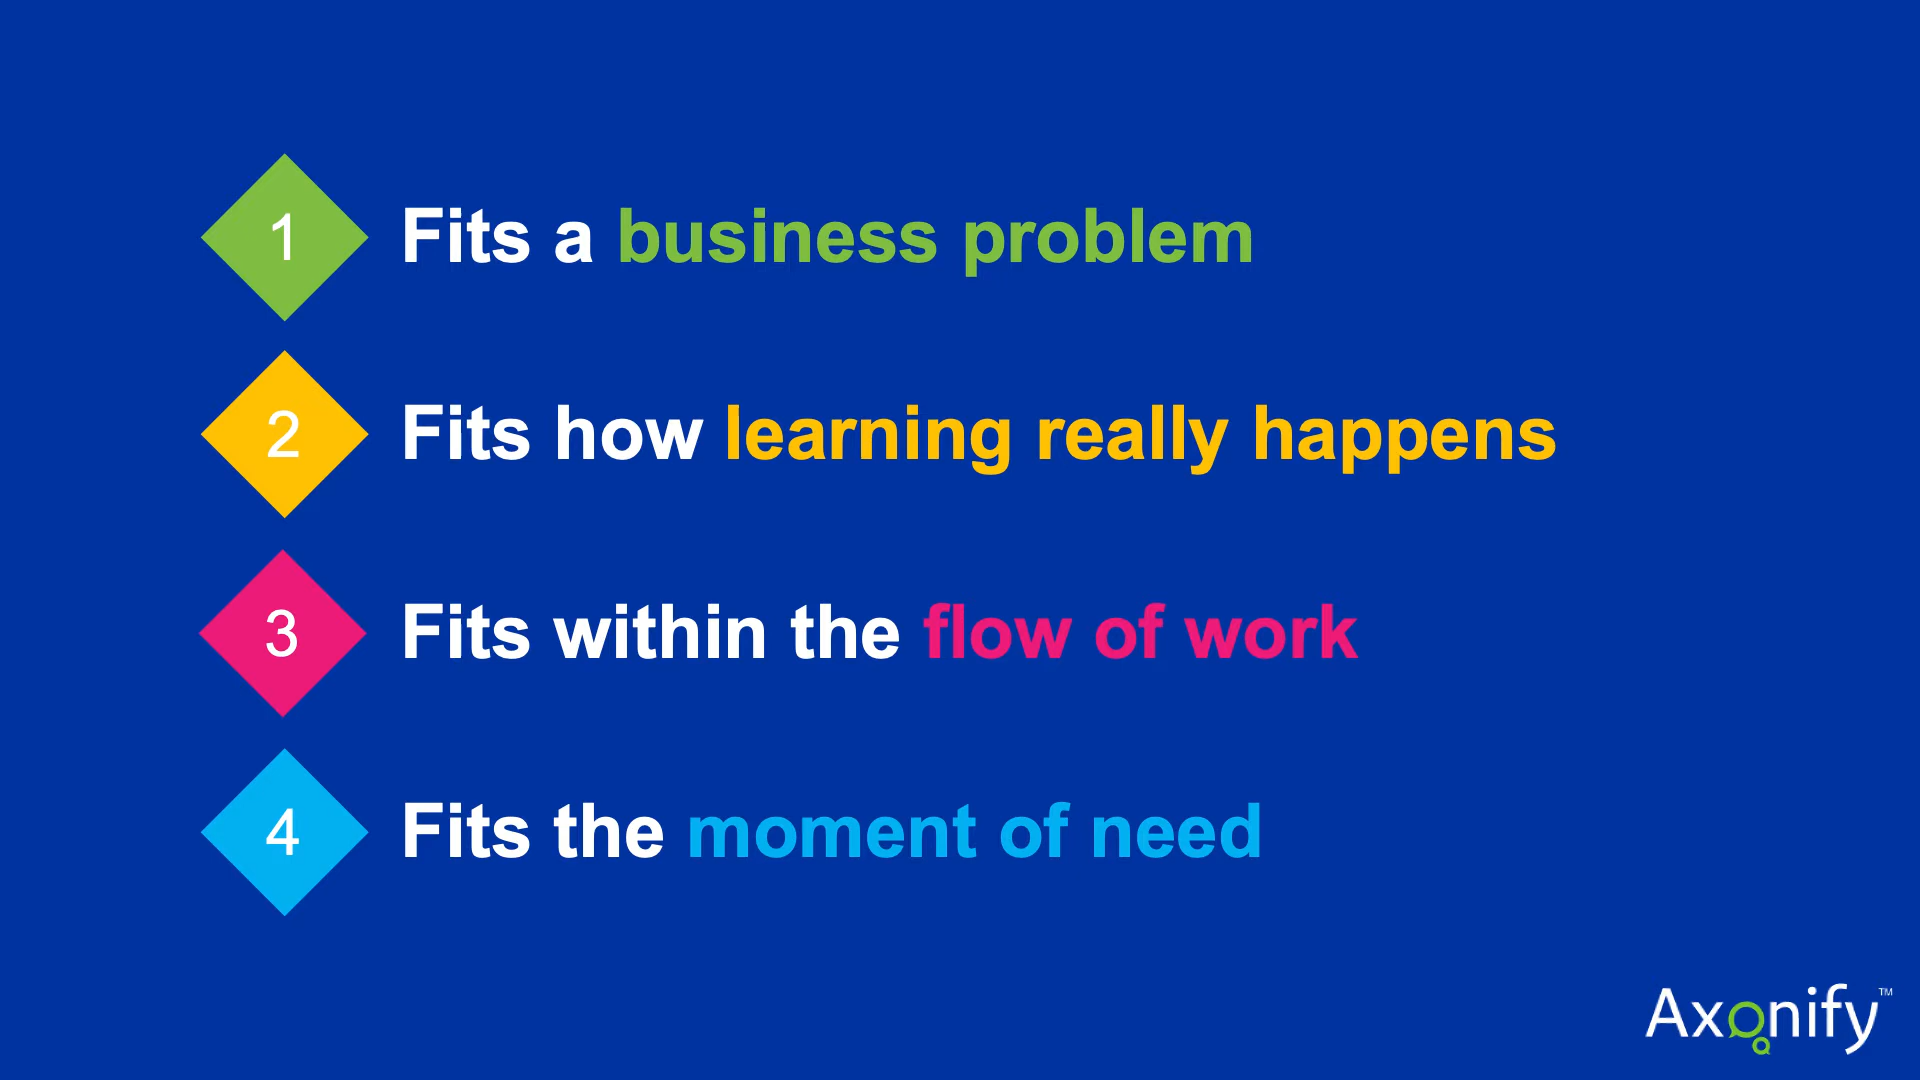 1 Fits a business problem
2 Fits how learning really happens
3 Fits within the flow of work
4 Fits the moment of need
Axonify™